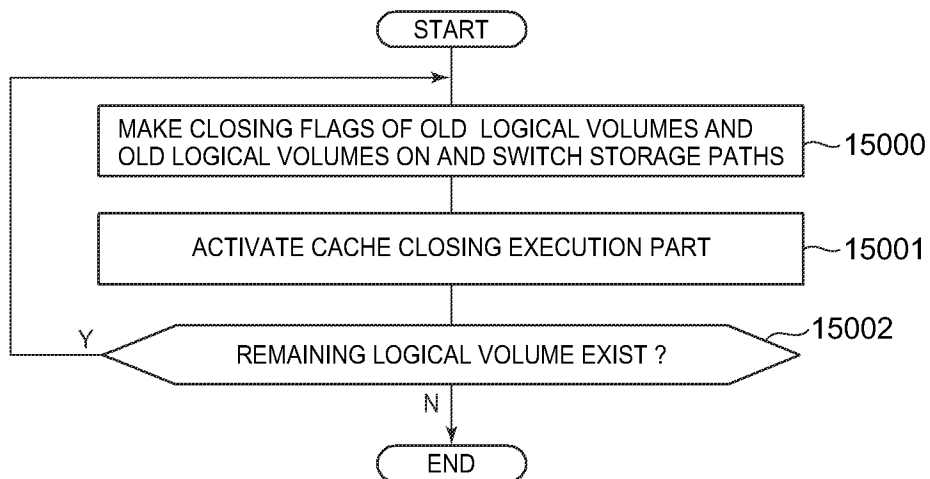 START
MAKE CLOSING FLAGS OF OLD LOGICAL VOLUMES AND
OLD LOGICAL VOLUMES ON AND SWITCH STORAGE PATHS
15000
ACTIVATE CACHE CLOSING EXECUTION PART
15001
15002
Y
REMAINING LOGICAL VOLUME EXIST ?
N
END